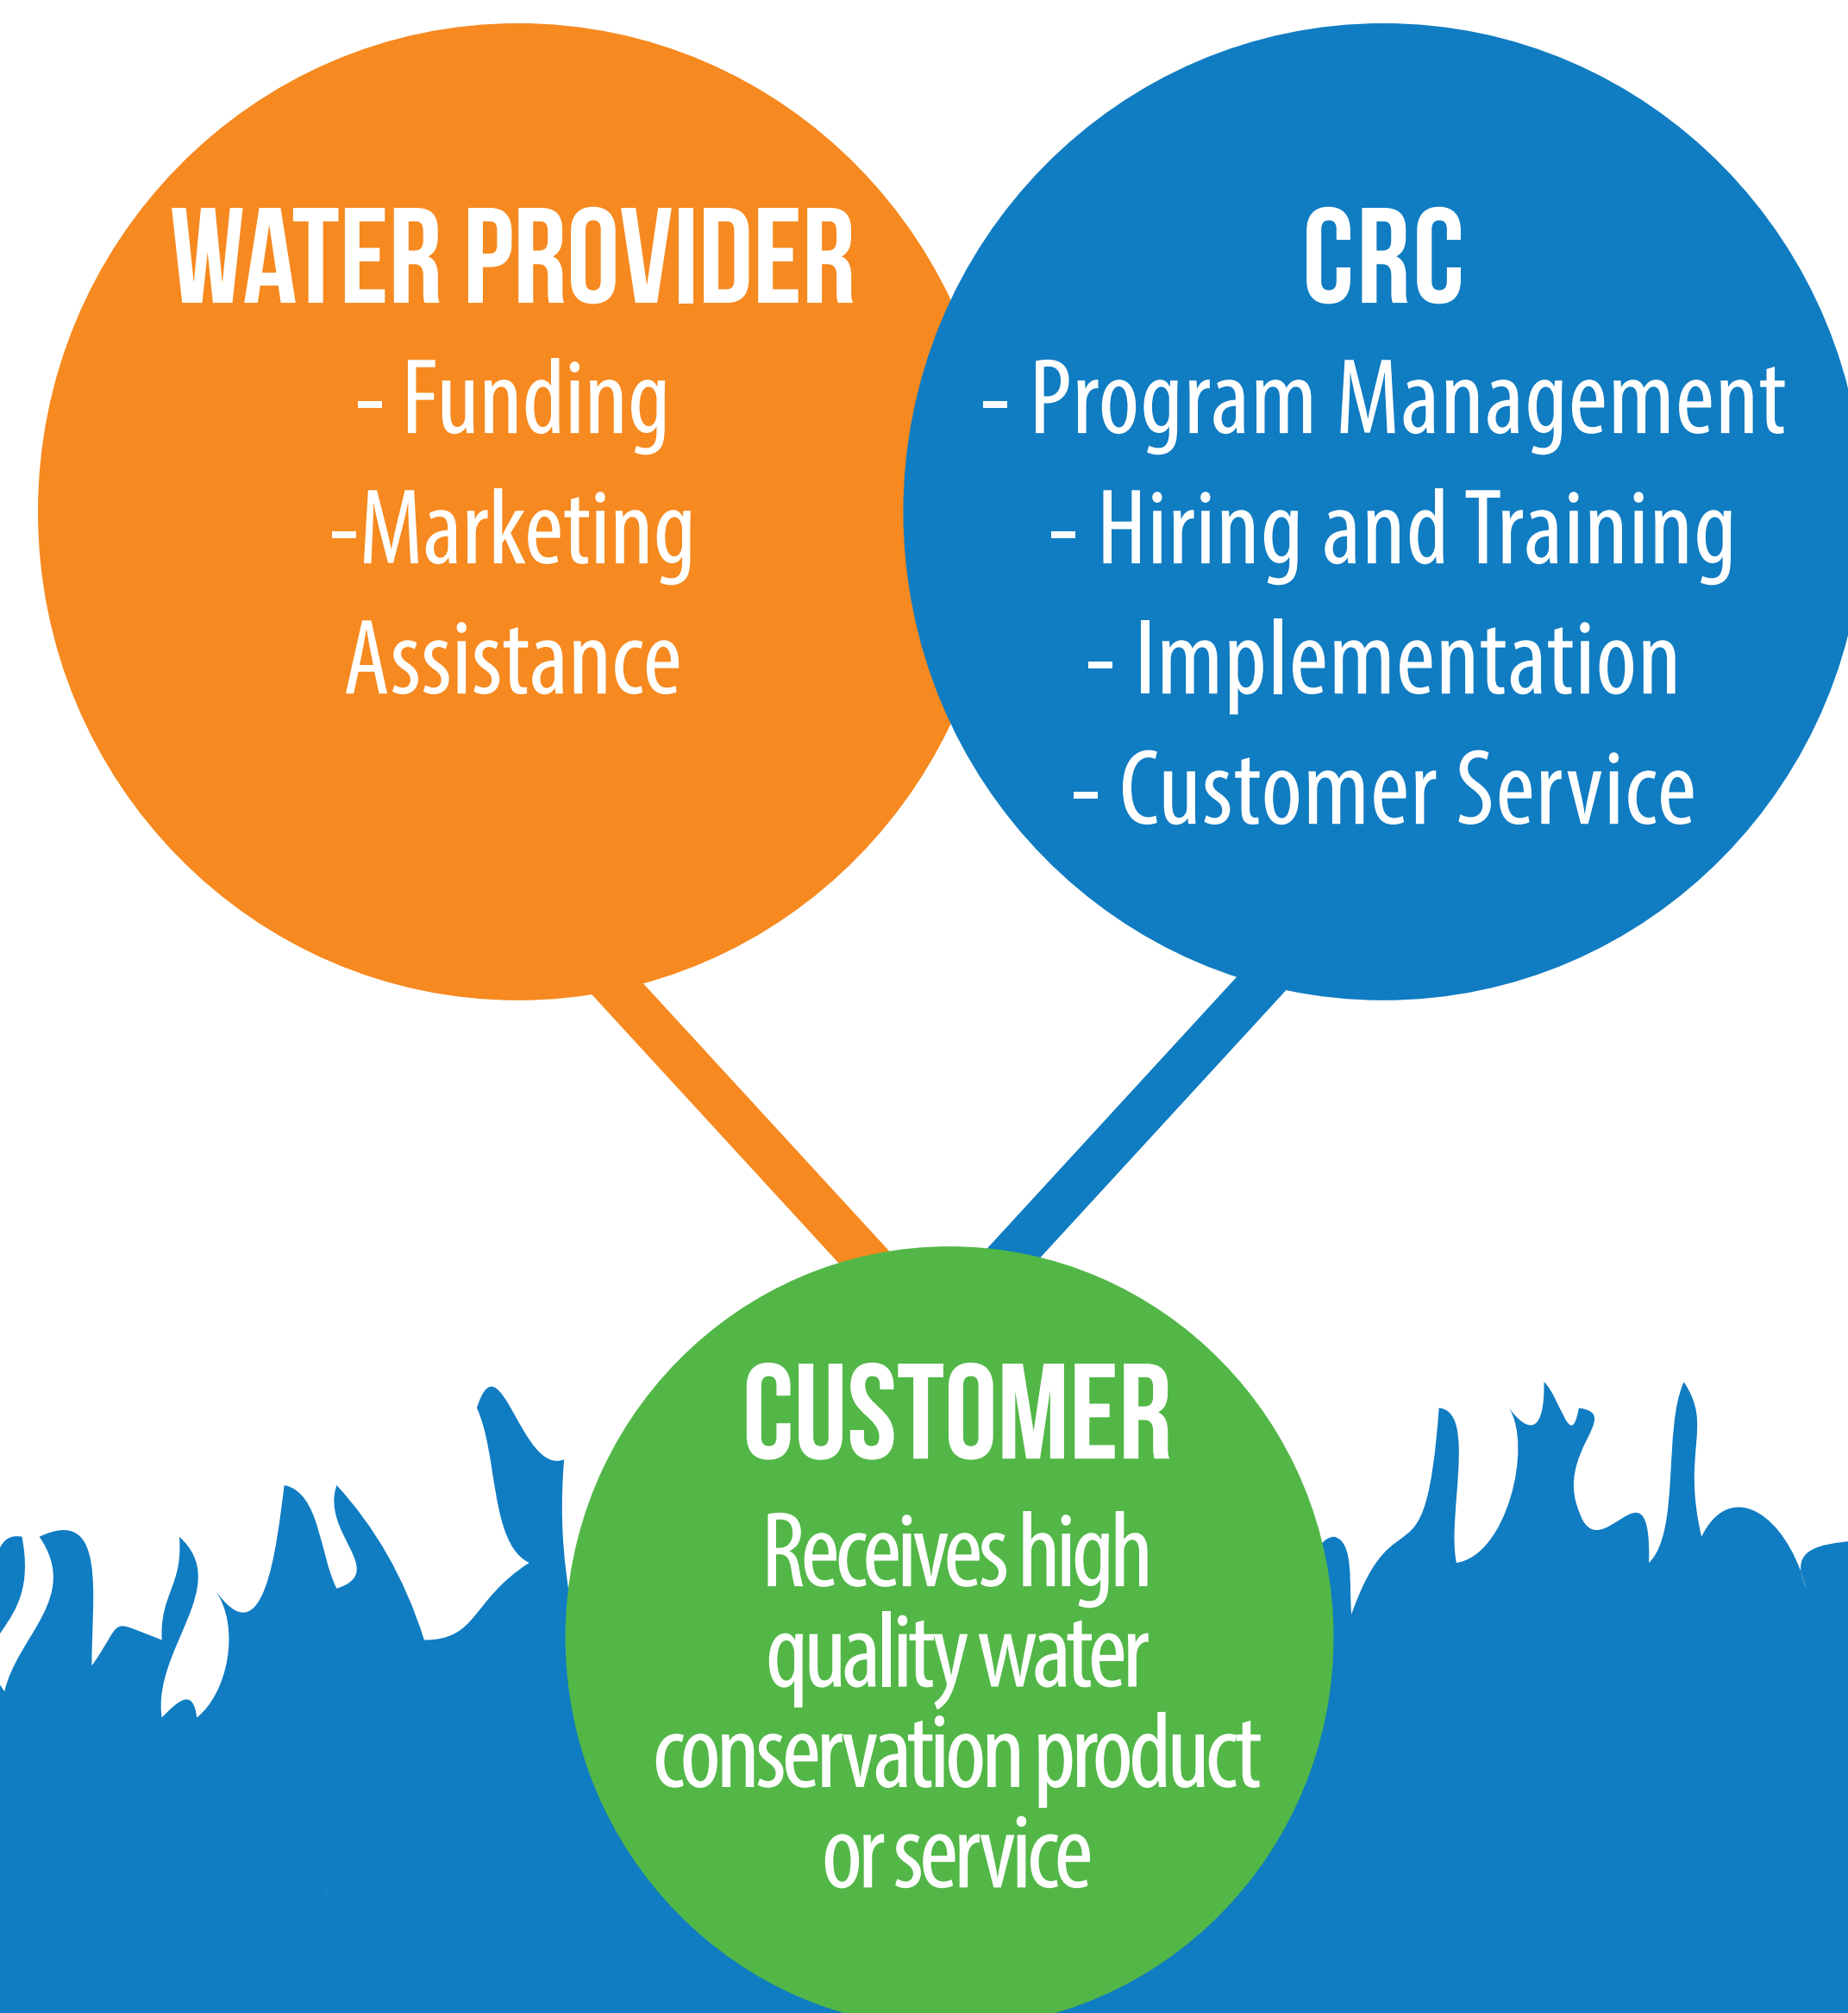 WATER PROVIDER
– Funding
–Marketing
Assistance
CRC
- Program Management
- Hiring and Training
- Implementation
- Customer Service
CUSTOMER
Receives high
quality water
conservation product
or service